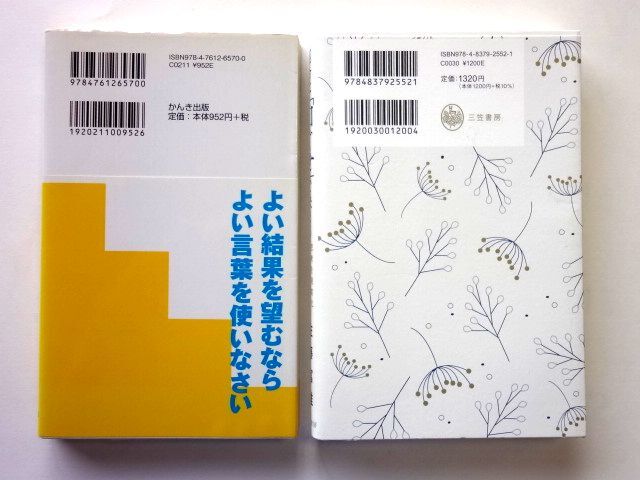 ISBN978-4-7612-6570-0
C0211 ¥952E
9784761265700
かんき出版
定価：本体952円+税
1920211009526
よい結果を望むなら
よい言葉を使いなさい
ISBN978-4-8379-2552-1
C0030 ¥1200E
9784837925521
定価：1320円
（本体1200円+税10%）
三笠書房
1920030012004